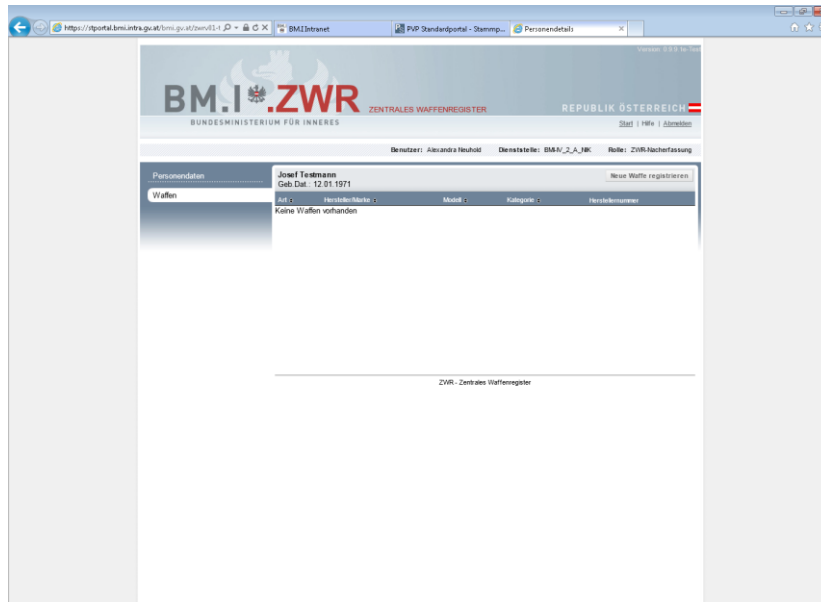 https://stportal.bmi.intra.gv.at/bmi.gv.at/zwrv81-t
BM.I Intranet
PVP Standardportal - Stammp...
Personendetails
BM.I .ZWR ZENTRALES WAFFENREGISTER
REPUBLIK ÖSTERREICH
BUNDESMINISTERIUM FÜR INNERES
Start | Hilfe | Abmelden
Benutzer: Alexandra Neuhold Dienststelle: BMI-IV_2_A_NIK Rolle: ZWR-Nacherfassung
Personendaten
Waffen
Josef Testmann
Geb.Dat.: 12.01.1971
Neue Waffe registrieren
Art Hersteller/Marke Modell Kategorie Herstellernummer
Keine Waffen vorhanden
ZWR - Zentrales Waffenregister